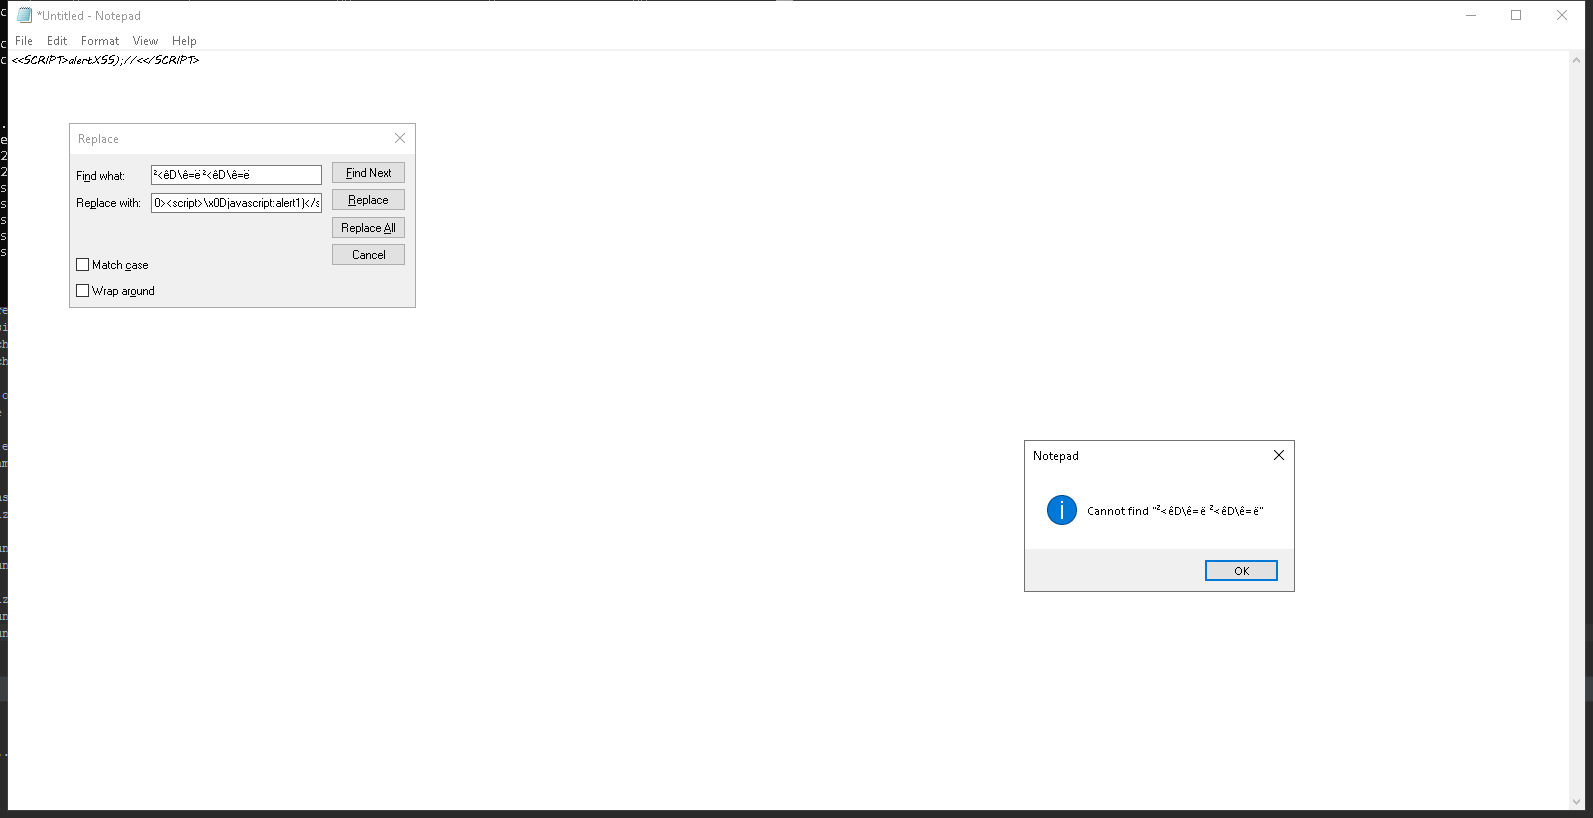 *Untitled - Notepad
File Edit Format View Help
<<SCRIPT>alertXSS);//<</SCRIPT>
Replace
Find what: ²<êD\ê=ë ²<êD\ê=ë Find Next
Replace with: 0><script>\x0Djavascript:alert1)</s Replace
Replace All
Cancel
Match case
Wrap around
Notepad
Cannot find "²<êD\ê=ë ²<êD\ê=ë"
OK